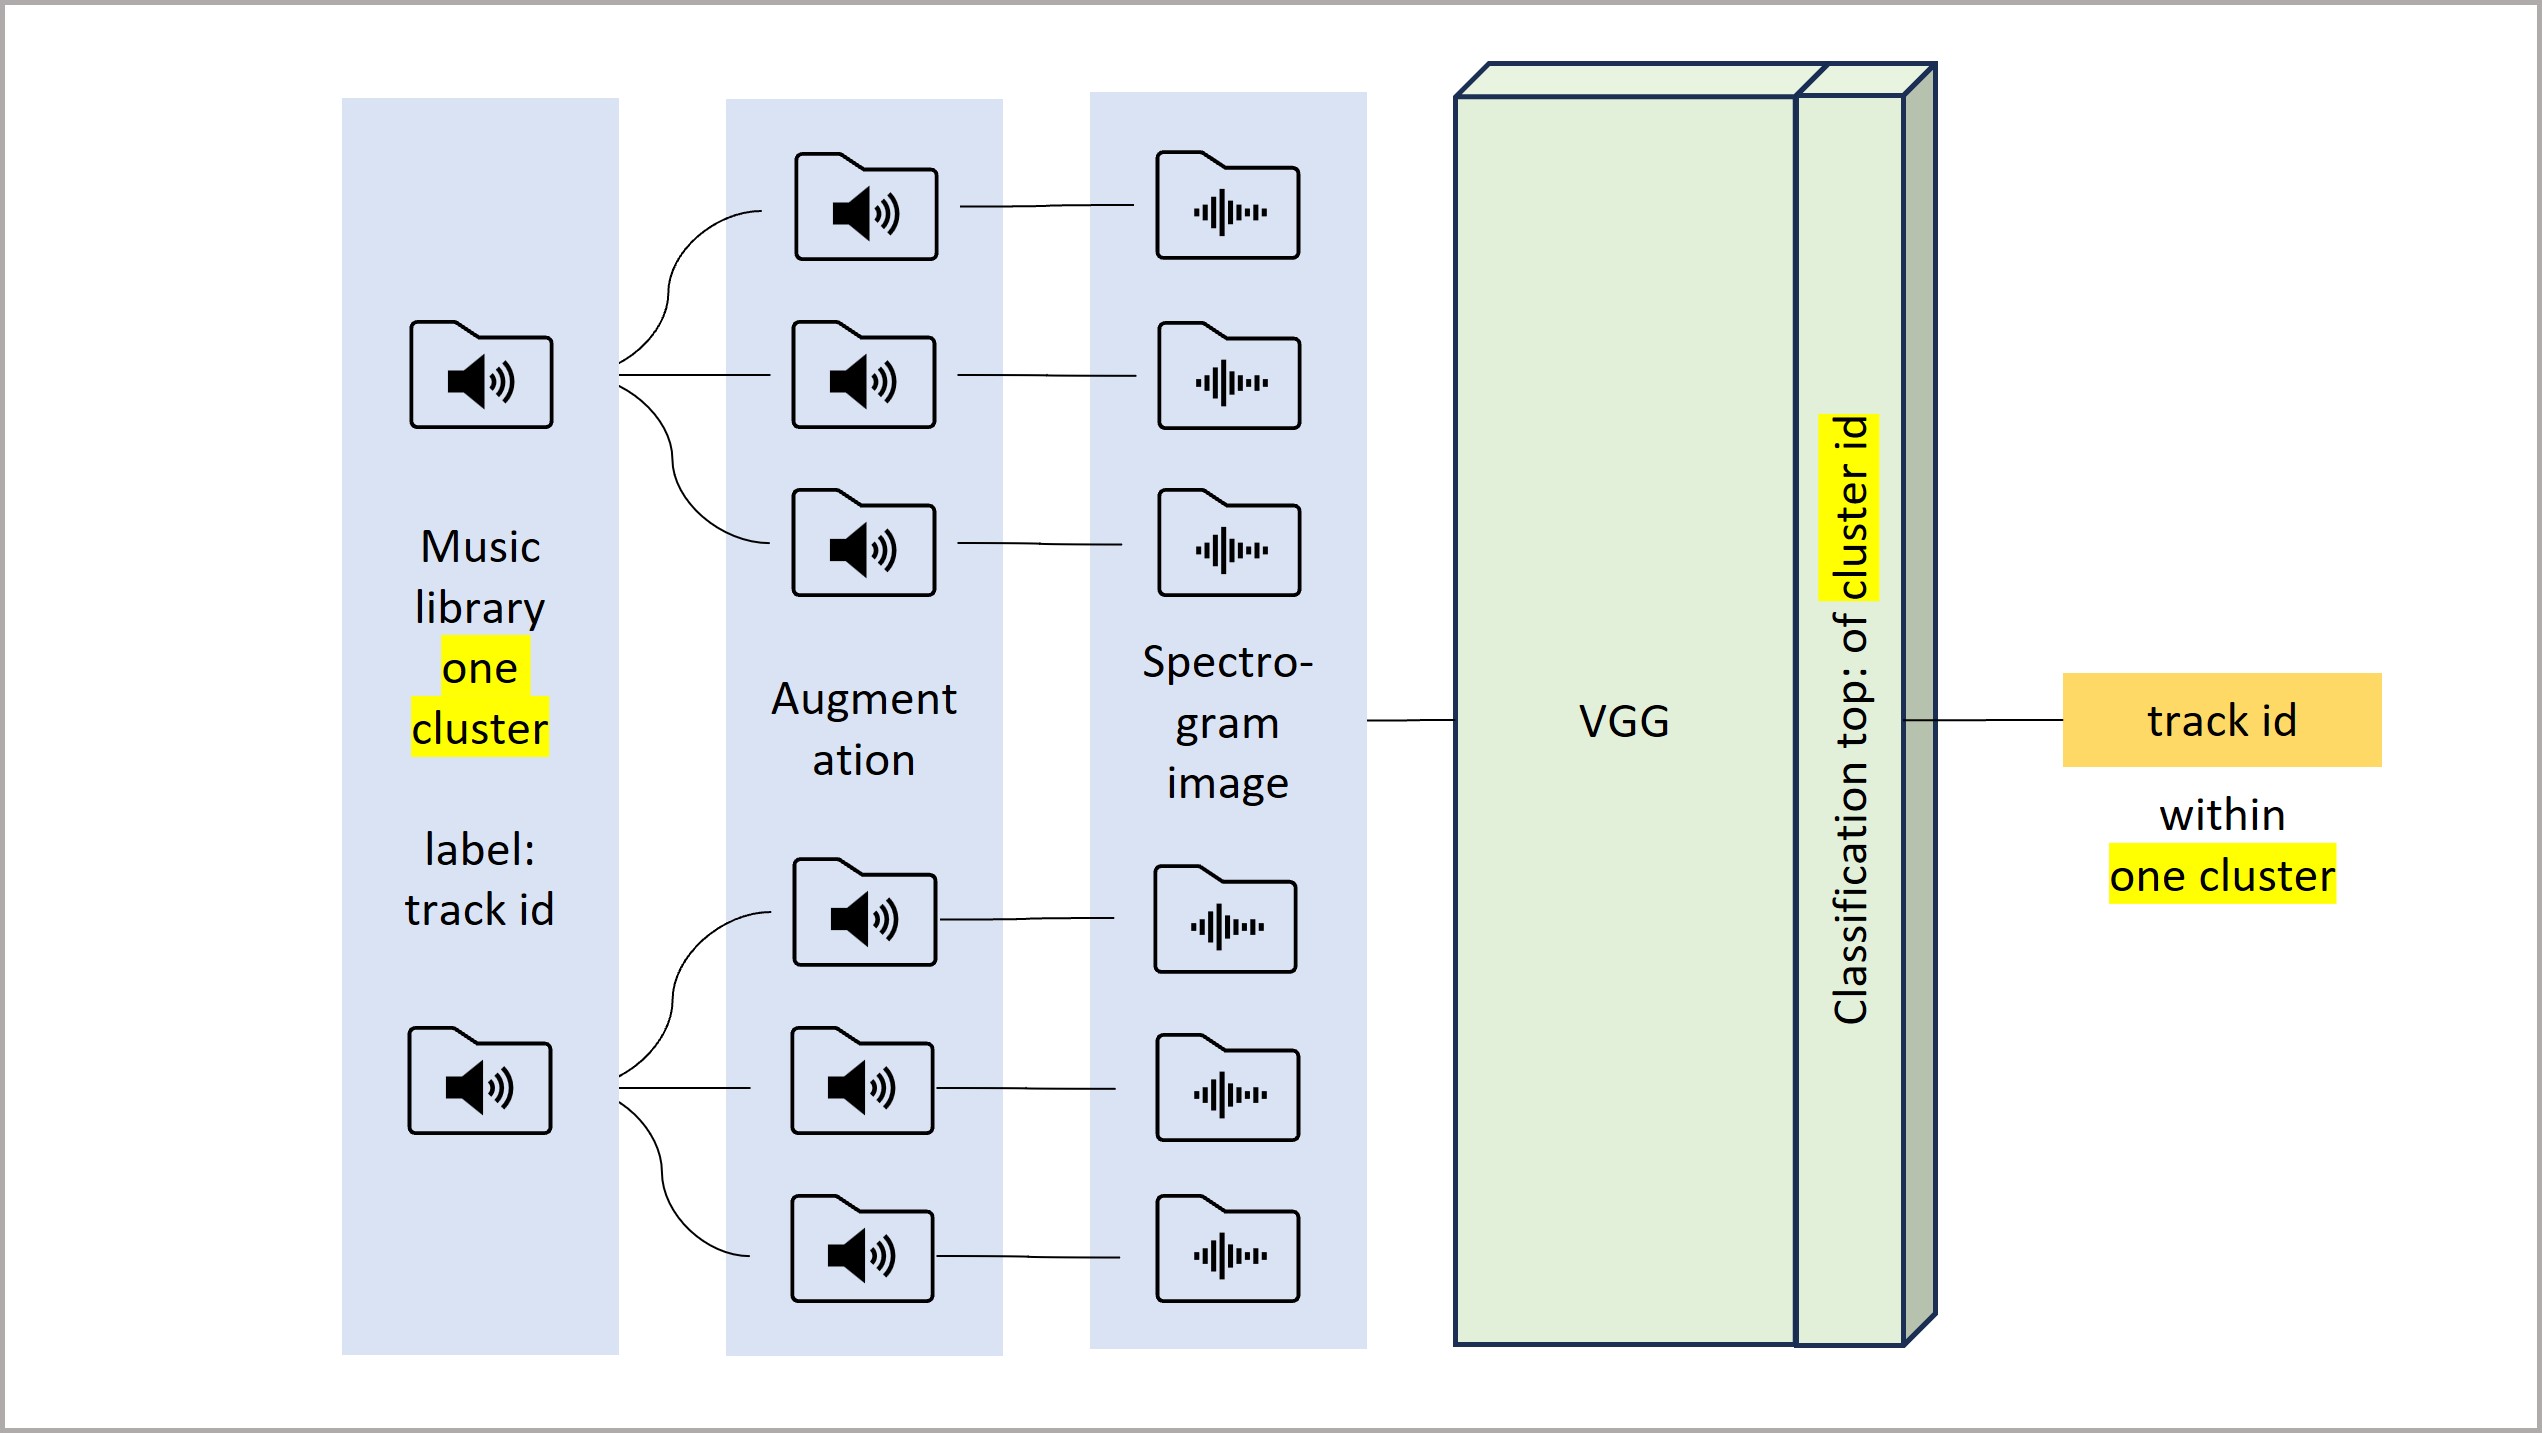 Music
library
one
cluster
label:
track id
Augment
ation
Spectro-
gram
image
VGG
Classification top: of cluster id
track id
within
one cluster